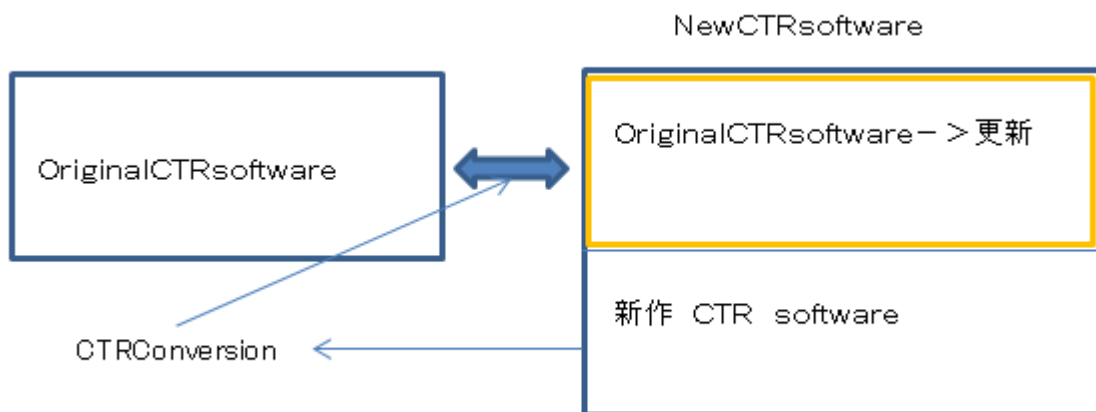 NewCTRsoftware
OriginalCTRsoftware
OriginalCTRsoftware－＞更新
新作 CTR software
CTRConversion